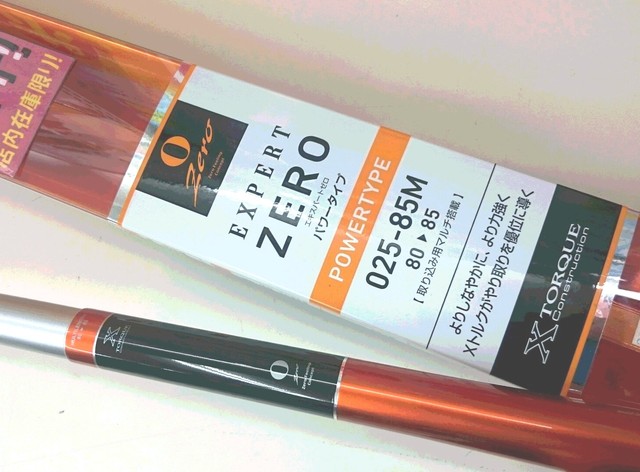 店内在庫限り!
O
zero
EXPERT
ZERO
エキスパートゼロ
パワータイプ
POWERTYPE
025-85M
80▶85
[取り込み用マルチ搭載]
よりしなやかに、より力強く
Xトルクがやり取りを優位に導く
X TORQUE
Construction
X
O
zero